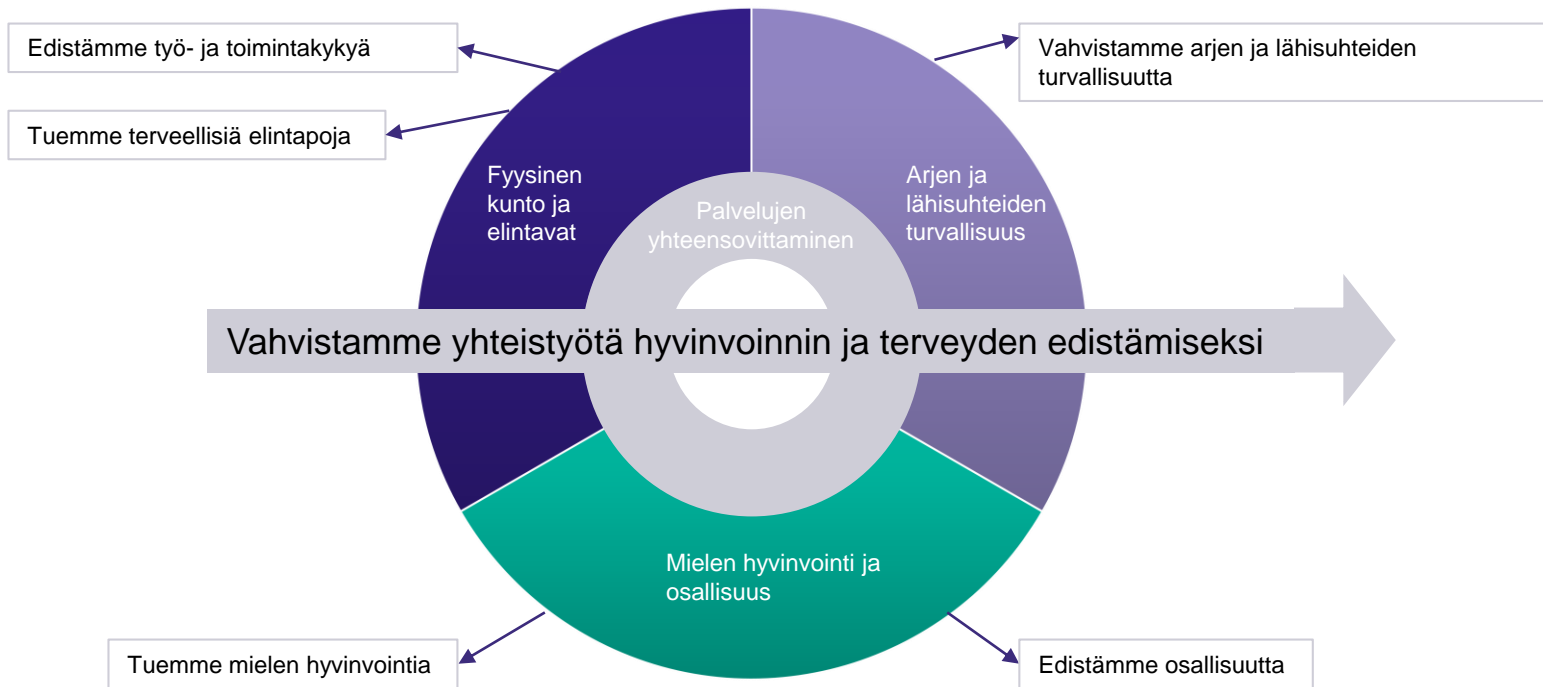 Edistämme työ- ja toimintakykyä
Vahvistamme arjen ja lähisuhteiden
turvallisuutta
Tuemme terveellisiä elintapoja
Fyysinen
kunto ja
elintavat
Palvelujen
yhteensovittaminen
Arjen ja
lähisuhteiden
turvallisuus
Vahvistamme yhteistyötä hyvinvoinnin ja terveyden edistämiseksi
Mielen hyvinvointi ja
osallisuus
Tuemme mielen hyvinvointia
Edistämme osallisuutta